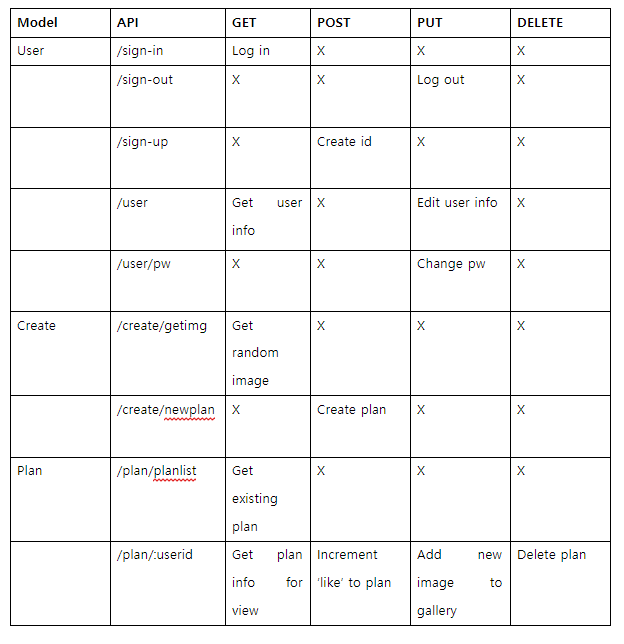 Model API GET POST PUT DELETE
User /sign-in Log in X X X
/sign-out X X Log out X
/sign-up X Create id X X
/user Get user X Edit user info X
info
/user/pw X X Change pw X
Create /create/getimg Get X X X
random
image
/create/newplan X Create plan X X
Plan /plan/planlist Get X X X
existing
plan
/plan/:userid Get plan Increment Add new Delete plan
info for 'like' to plan image to
view gallery